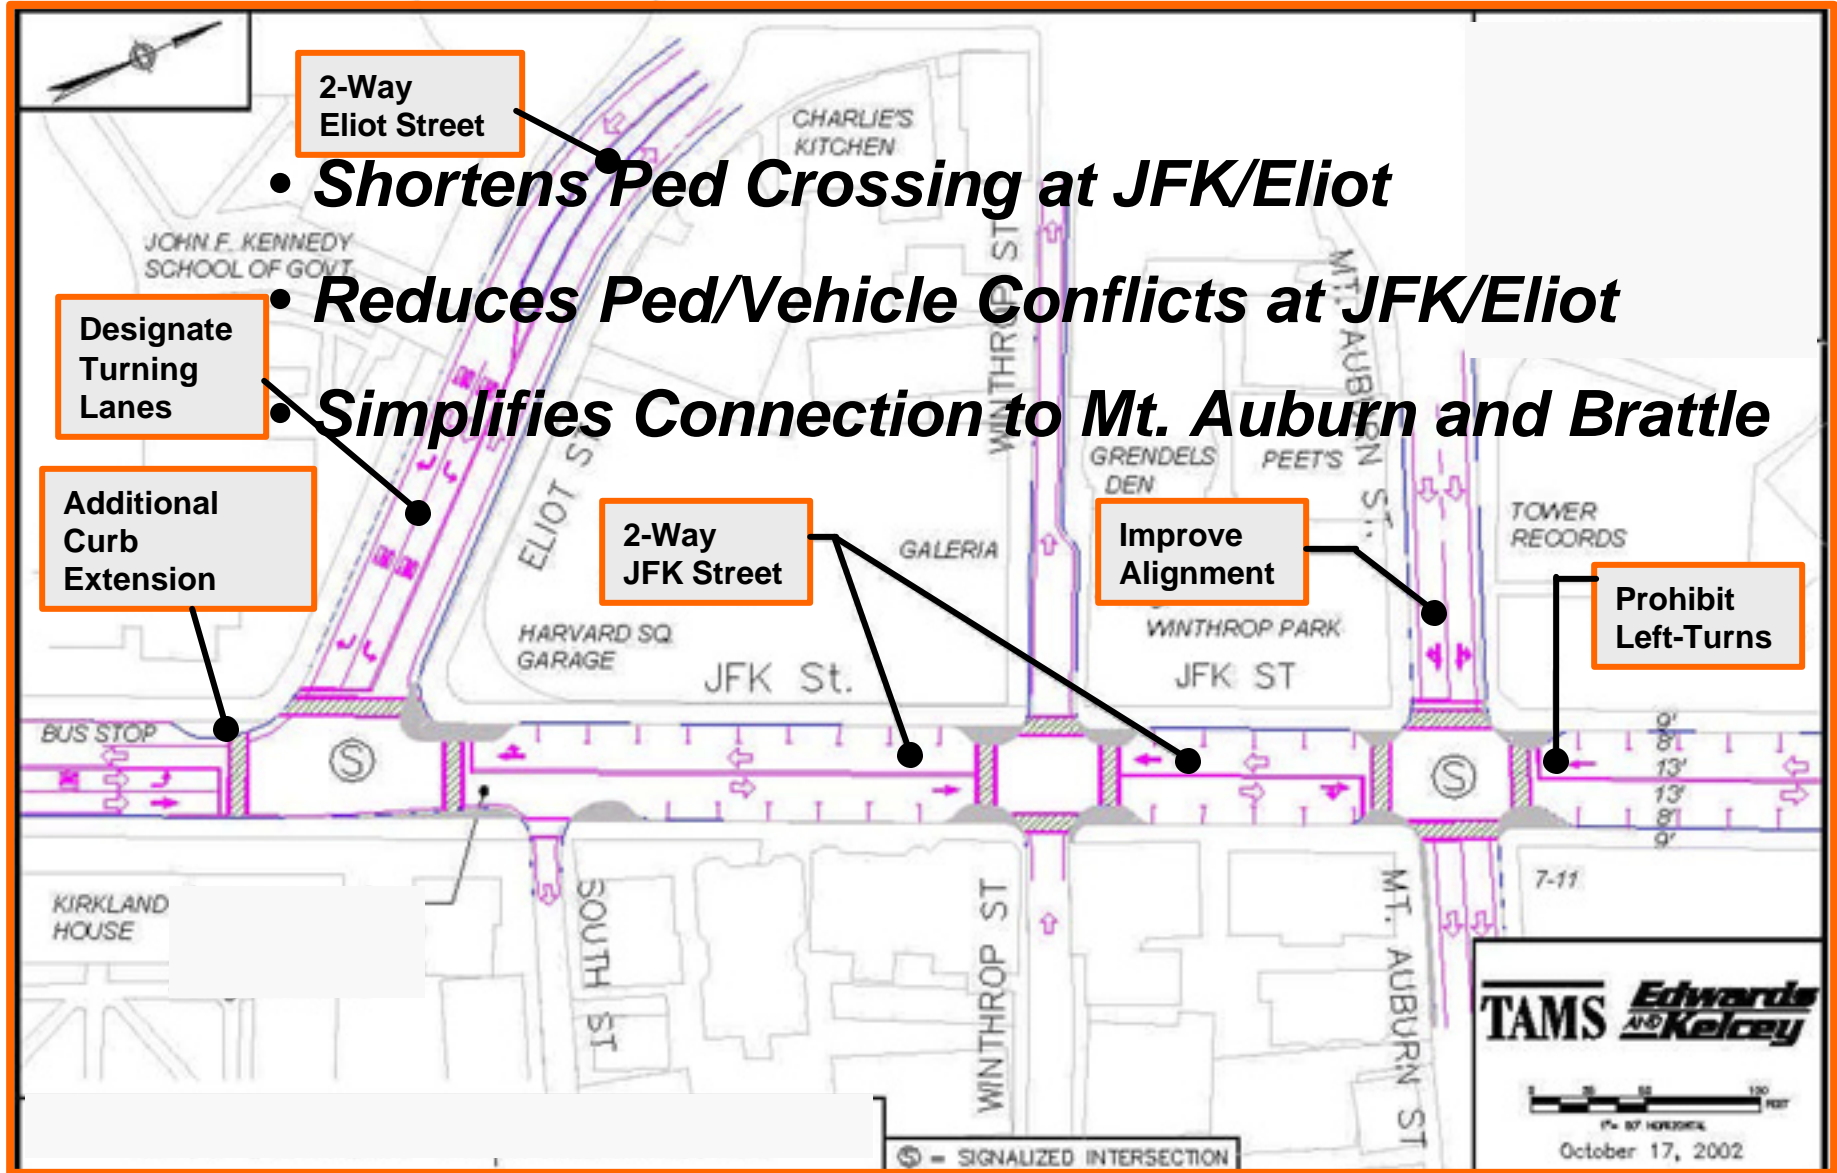 2-Way
Eliot Street
CHARLIE'S
KITCHEN
• Shortens Ped Crossing at JFK/Eliot
JOHN F. KENNEDY
SCHOOL OF GOVT.
WINTHROP ST
MT. AUBURN ST.
• Reduces Ped/Vehicle Conflicts at JFK/Eliot
Designate
Turning
Lanes
• Simplifies Connection to Mt. Auburn and Brattle
ELIOT ST
GRENDELS
DEN
PEET'S
Additional
Curb
Extension
2-Way
JFK Street
GALERIA
Improve
Alignment
TOWER
RECORDS
Prohibit
Left-Turns
HARVARD SQ.
GARAGE
WINTHROP PARK
JFK St.
JFK ST
BUS STOP
S
S
9'
8'
13'
13'
8'
9'
KIRKLAND
HOUSE
SOUTH ST
WINTHROP ST
MT. AUBURN ST
7-11
TAMS
Edwards
AND Kelcey
0
50
100
FEET
October 17, 2002
S = SIGNALIZED INTERSECTION